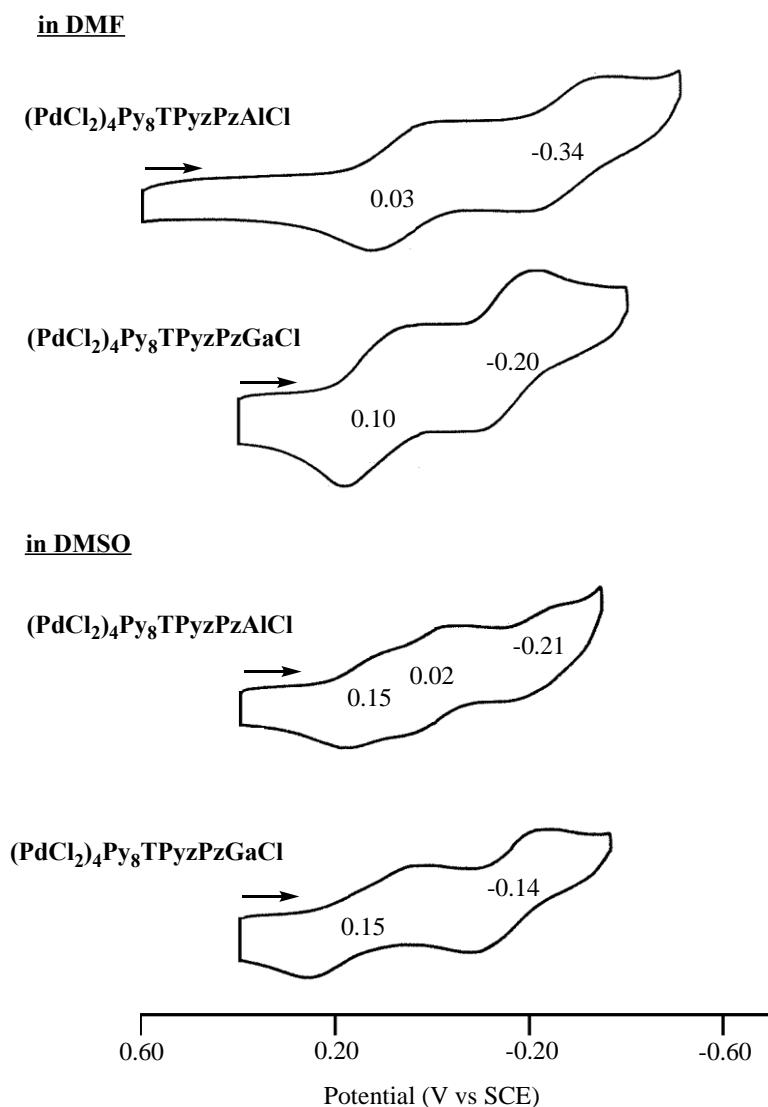 in DMF
(PdCl₂)₄Py₈TPyzPzAlCl
-0.34
0.03
(PdCl₂)₄Py₈TPyzPzGaCl
-0.20
0.10
in DMSO
(PdCl₂)₄Py₈TPyzPzAlCl
-0.21
0.02
0.15
(PdCl₂)₄Py₈TPyzPzGaCl
-0.14
0.15
0.60 0.20 -0.20 -0.60
Potential (V vs SCE)